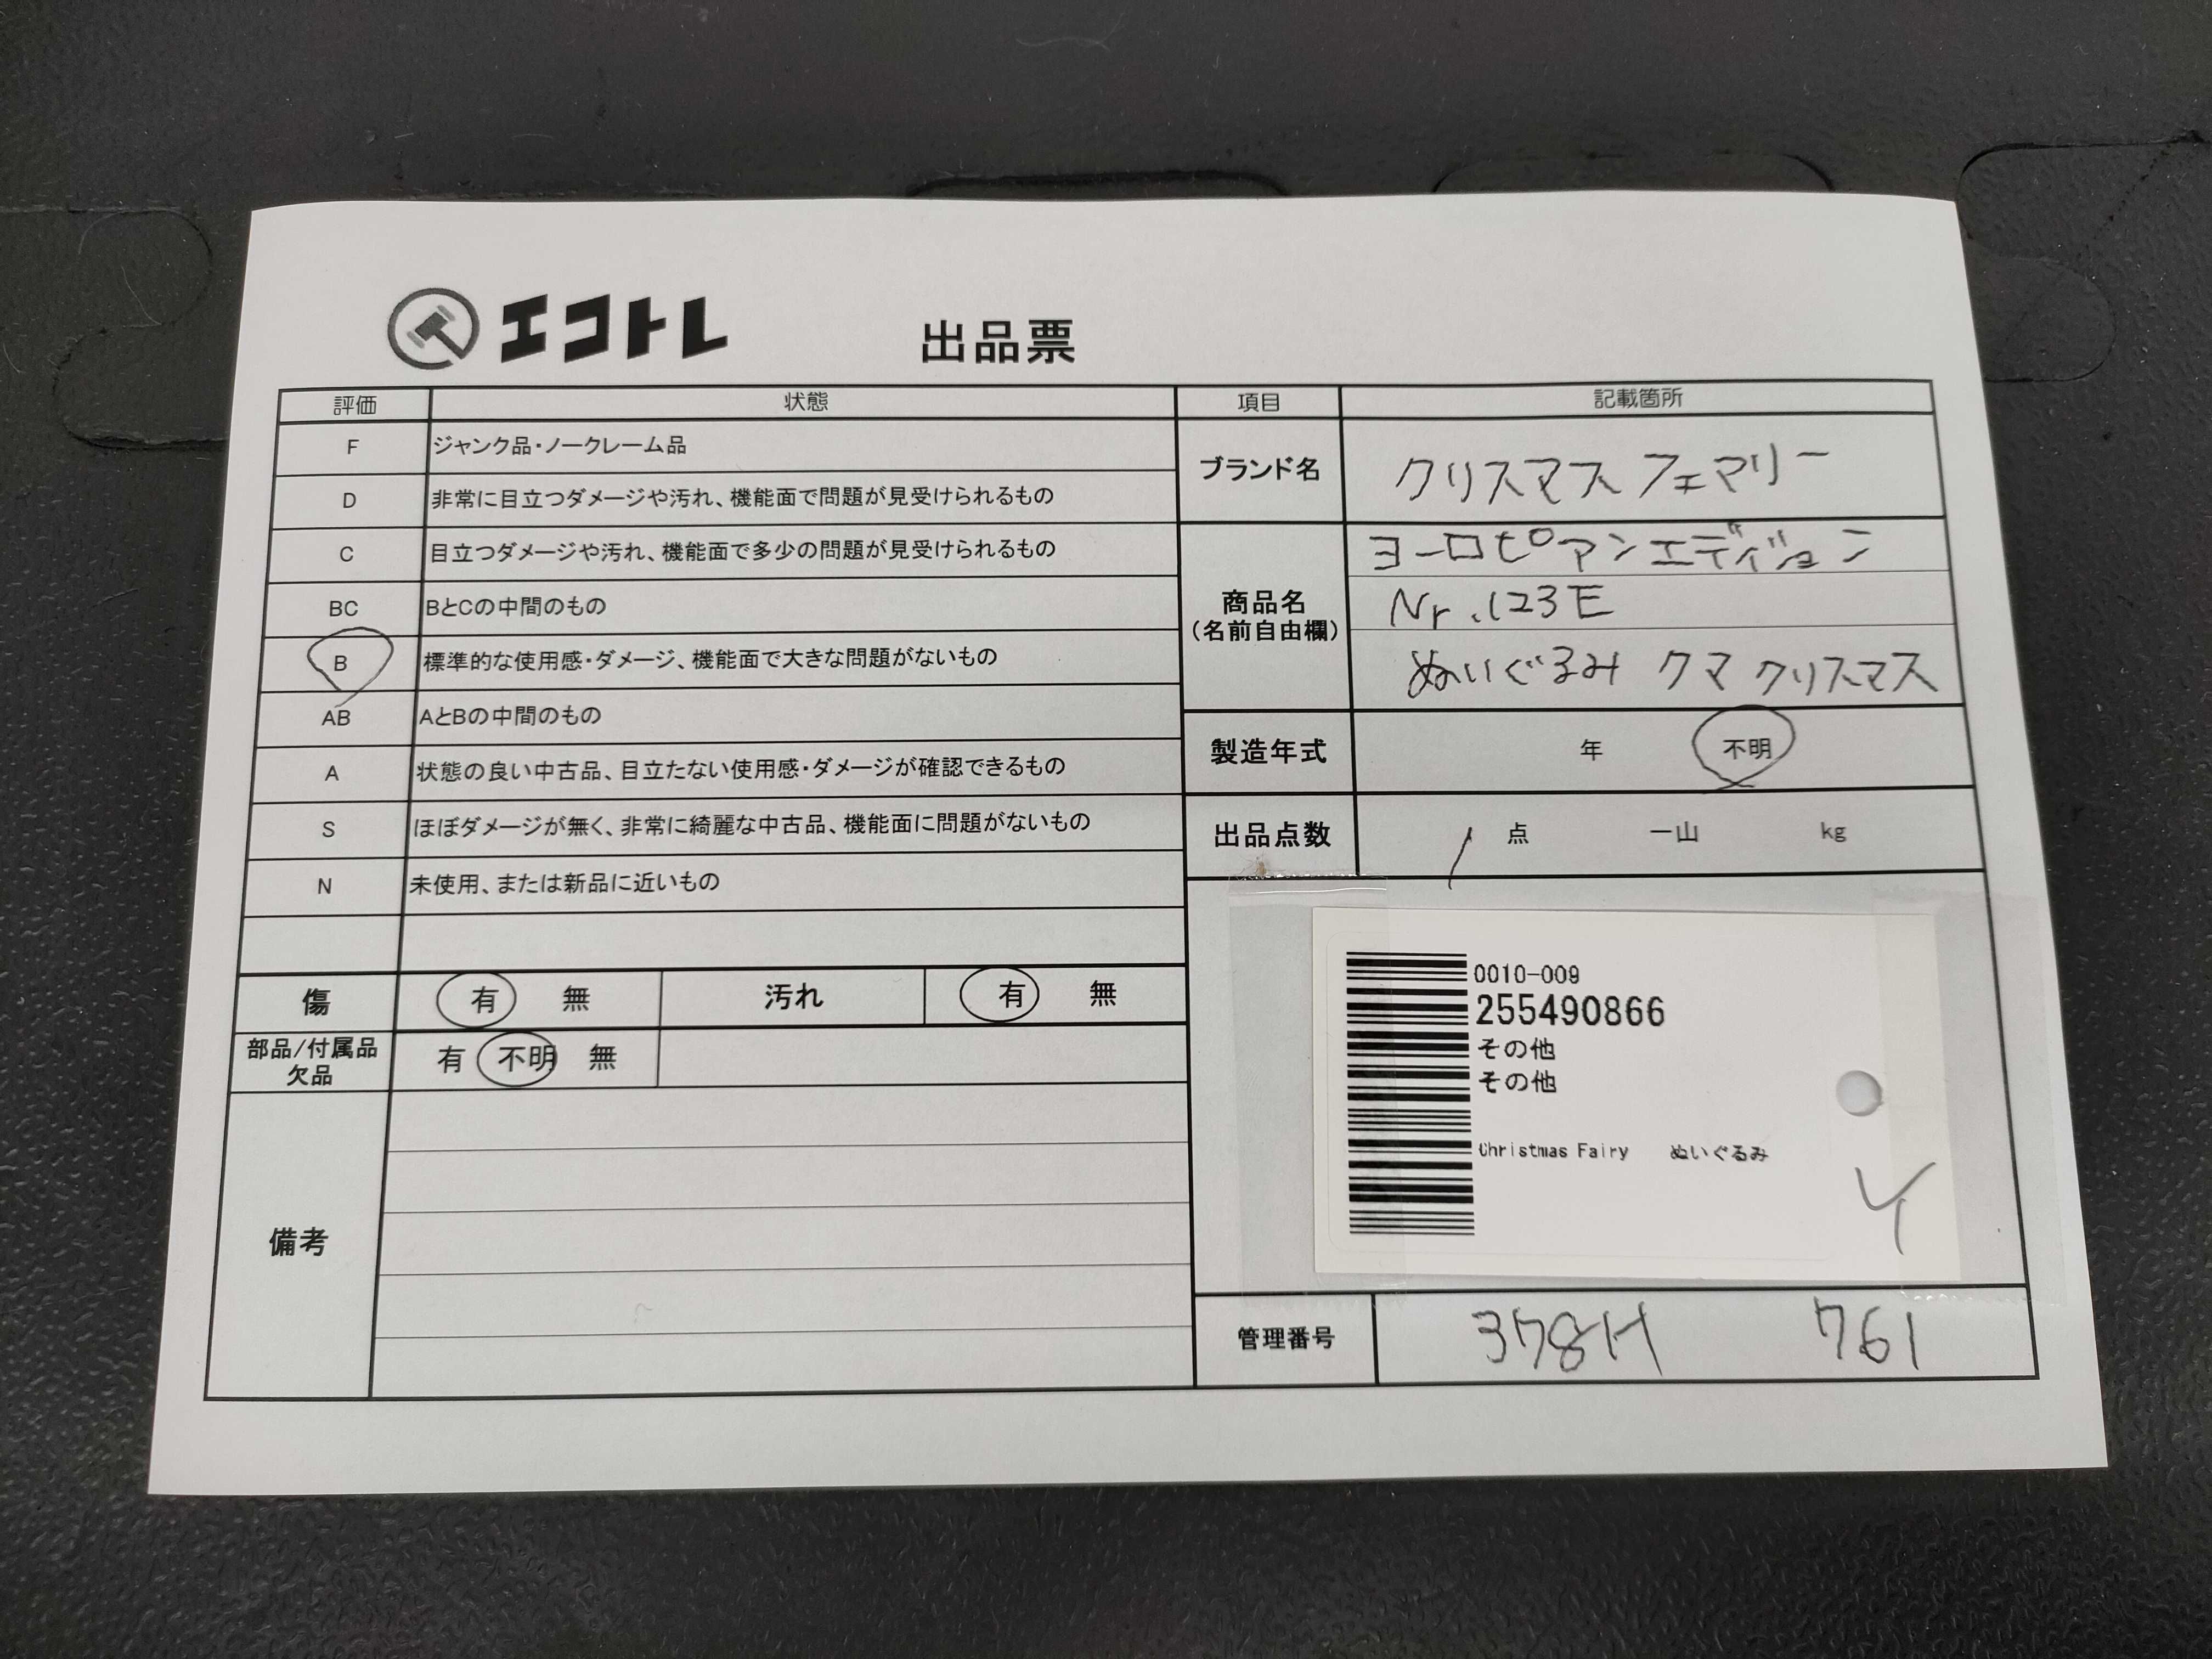 エコトレ
出品票
評価 状態
F ジャンク品・ノークレーム品
D 非常に目立つダメージや汚れ、機能面で問題が見受けられるもの
C 目立つダメージや汚れ、機能面で多少の問題が見受けられるもの
BC BとCの中間のもの
B 標準的な使用感・ダメージ、機能面で大きな問題がないもの
AB AとBの中間のもの
A 状態の良い中古品、目立たない使用感・ダメージが確認できるもの
S ほぼダメージが無く、非常に綺麗な中古品、機能面に問題がないもの
N 未使用、または新品に近いもの
傷 有 無 汚れ 有 無
部品/付属品
欠品
有 不明 無
備考
項目 記載箇所
ブランド名 クリスマスフェマリー
商品名
(名前自由欄)
ヨーロピアンエディション
Nr.123E
ぬいぐるみ クマ クリスマス
製造年式 年 不明
出品点数 1 点 一山 kg
0010-009
255490866
その他
その他
Christmas Fairy ぬいぐるみ
管理番号 378H 761